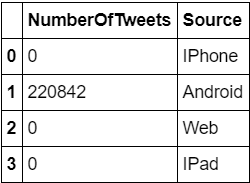 NumberOfTweets Source
0 0 IPhone
1 220842 Android
2 0 Web
3 0 IPad